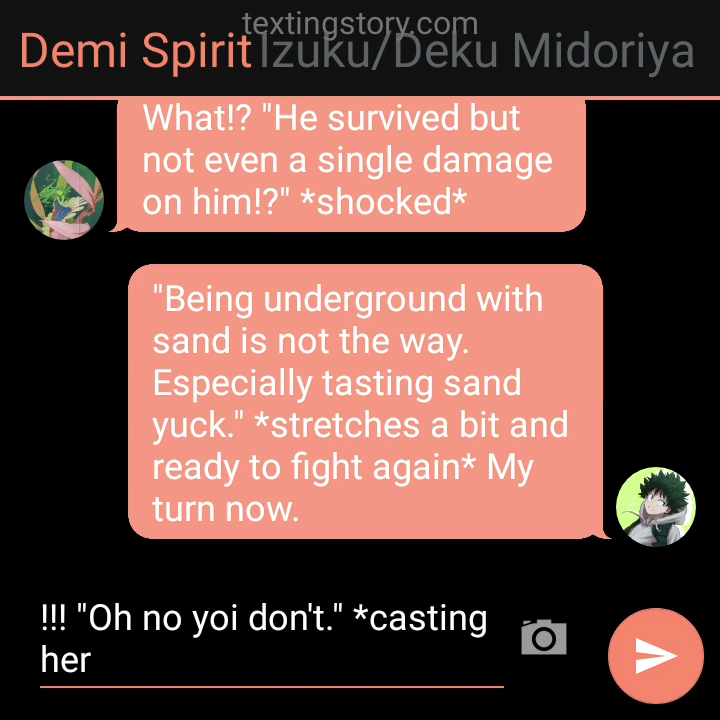 textingstory.com
Demi Spirit Izuku/Deku Midoriya
What!? "He survived but
not even a single damage
on him!?" *shocked*
"Being underground with
sand is not the way.
Especially tasting sand
yuck." *stretches a bit and
ready to fight again* My
turn now.
!!! "Oh no yoi don't." *casting
her